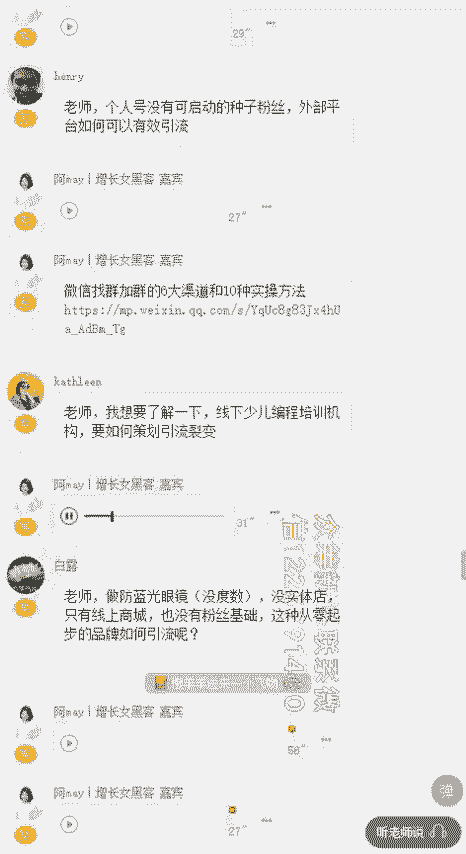 29"
henry
老师，个人号没有可启动的种子粉丝，外部平
台如何可以有效引流
阿may丨增长女黑客 嘉宾
27"
阿may丨增长女黑客 嘉宾
微信找群加群的6大渠道和10种实操方法
https://mp.weixin.qq.com/s/YqUc8g83Jx4hU
a_AdBm_Tg
kathleen
老师，我想要了解一下，线下少儿编程培训机
构，要如何策划引流裂变
阿may丨增长女黑客 嘉宾
31"
白露
老师，做防蓝光眼镜（没度数），没实体店，
只有线上商城，也没有粉丝基础，这种从零起
步的品牌如何引流呢？
阿may丨增长女黑客 嘉宾
阿may丨增长女黑客 嘉宾
27"
弹
听老师说